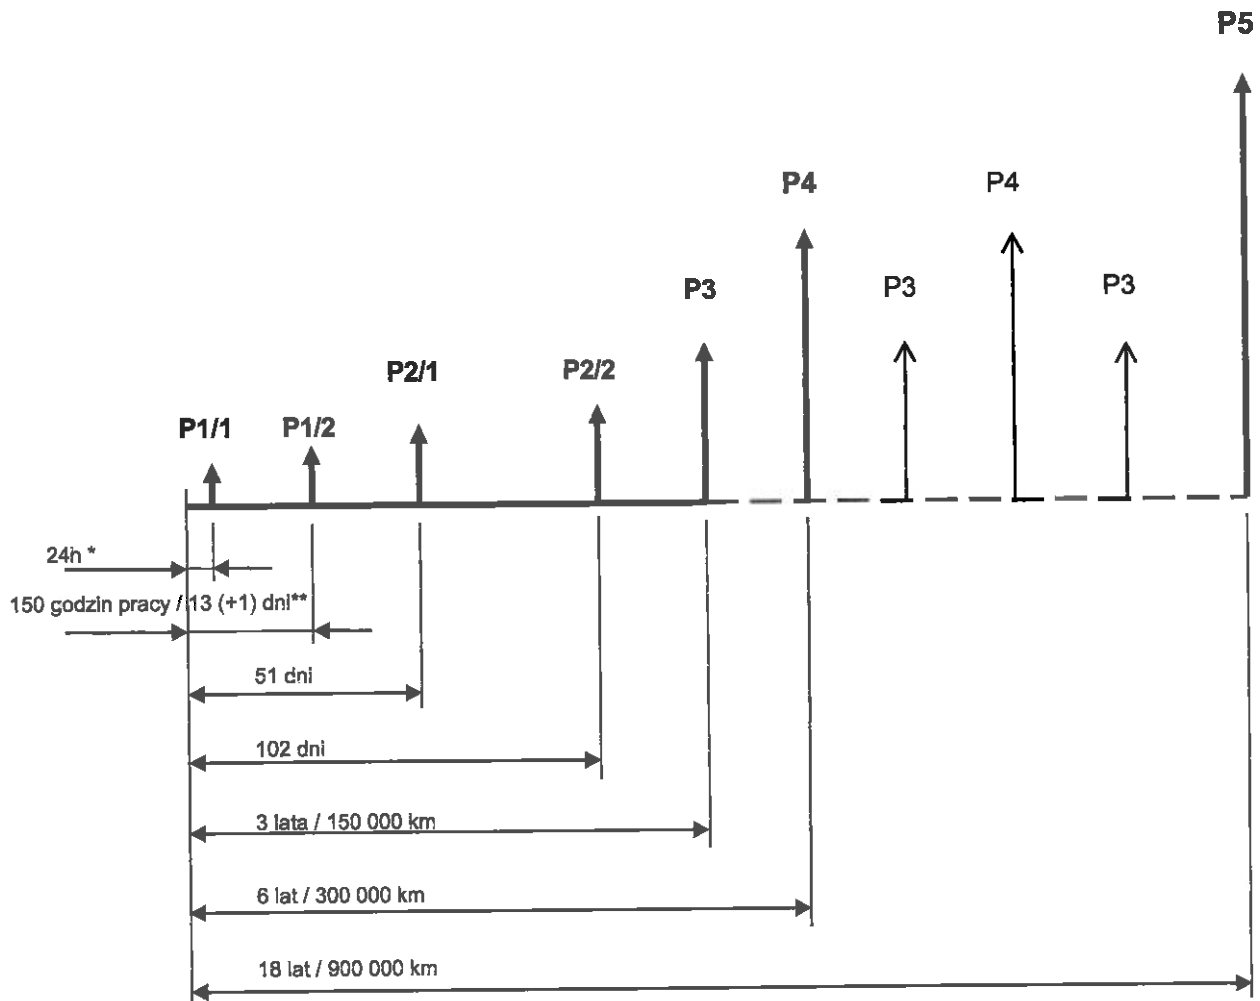 P5
P4
P4
P3
P3
P3
P2/1
P2/2
P1/1
P1/2
24h *
150 godzin pracy / 13 (+1) dni**
51 dni
102 dni
3 lata / 150 000 km
6 lat / 300 000 km
18 lat / 900 000 km